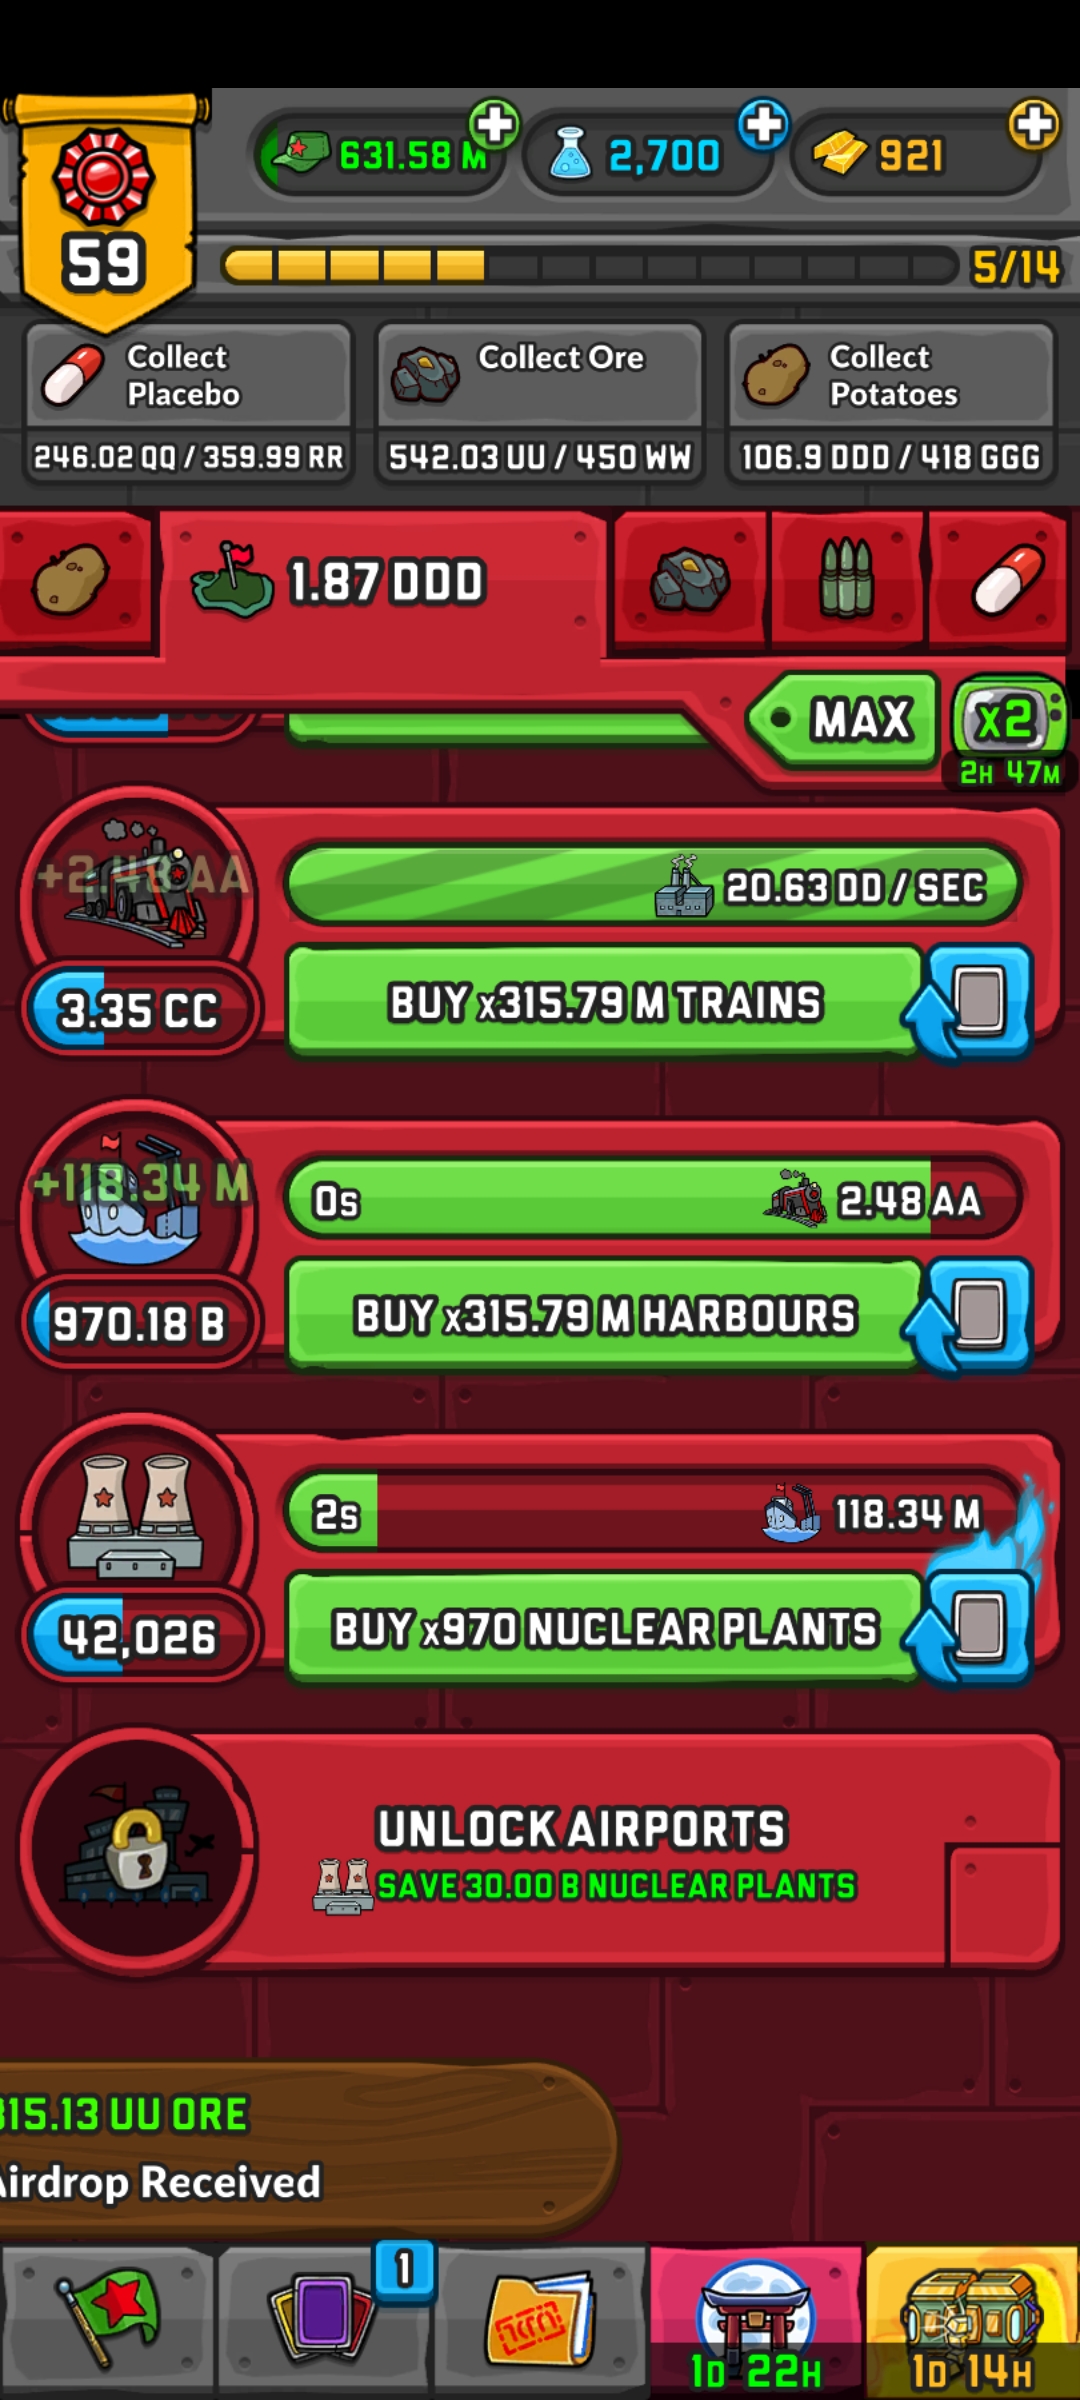 631.58 M
2,700
921
59
5/14
Collect
Placebo
246.02 QQ / 359.99 RR
Collect Ore
542.03 UU / 450 WW
Collect
Potatoes
106.9 DDD / 418 GGG
1.87 DDD
MAX
x2
2H 47M
+2.48 AA
20.63 DD / SEC
3.35 CC
BUY x315.79 M TRAINS
+118.34 M
0s
2.48 AA
970.18 B
BUY x315.79 M HARBOURS
2s
118.34 M
42,026
BUY x970 NUCLEAR PLANTS
UNLOCK AIRPORTS
SAVE 30.00 B NUCLEAR PLANTS
315.13 UU ORE
Airdrop Received
1
1D 22H
1D 14H